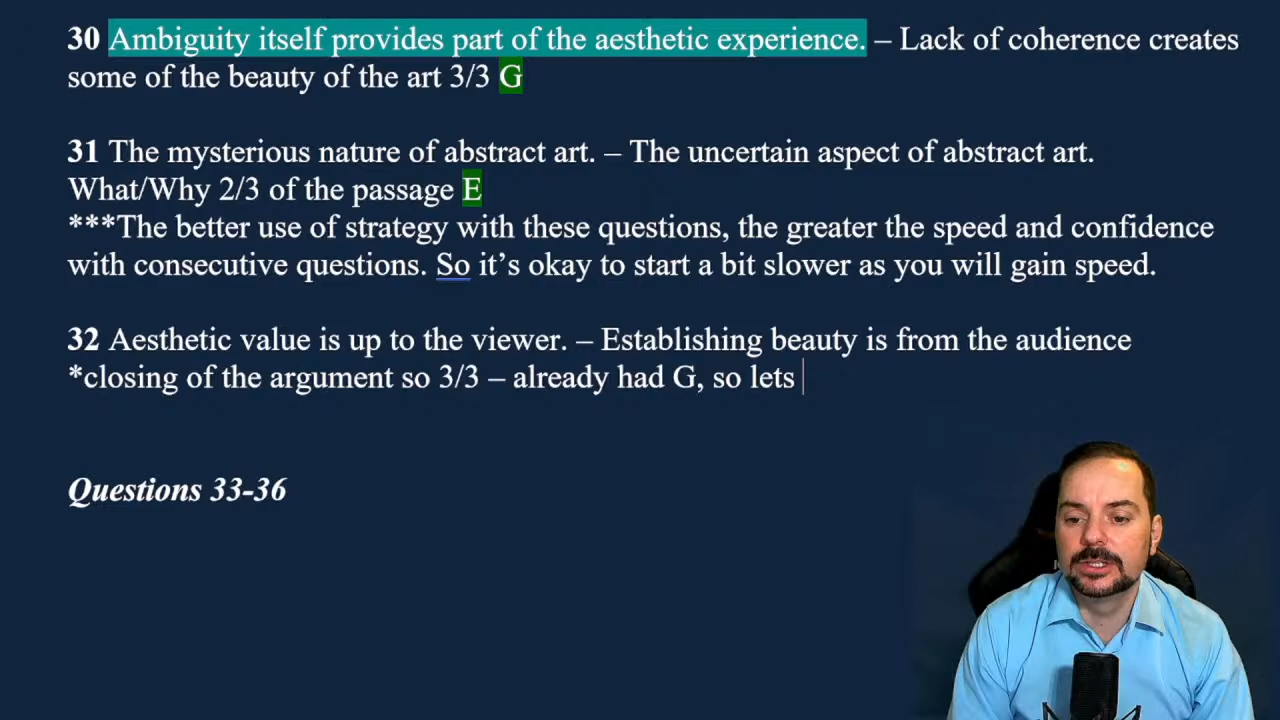 30 Ambiguity itself provides part of the aesthetic experience. – Lack of coherence creates
some of the beauty of the art 3/3 G
31 The mysterious nature of abstract art. – The uncertain aspect of abstract art.
What/Why 2/3 of the passage E
***The better use of strategy with these questions, the greater the speed and confidence
with consecutive questions. So it’s okay to start a bit slower as you will gain speed.
32 Aesthetic value is up to the viewer. – Establishing beauty is from the audience
*closing of the argument so 3/3 – already had G, so lets
Questions 33-36